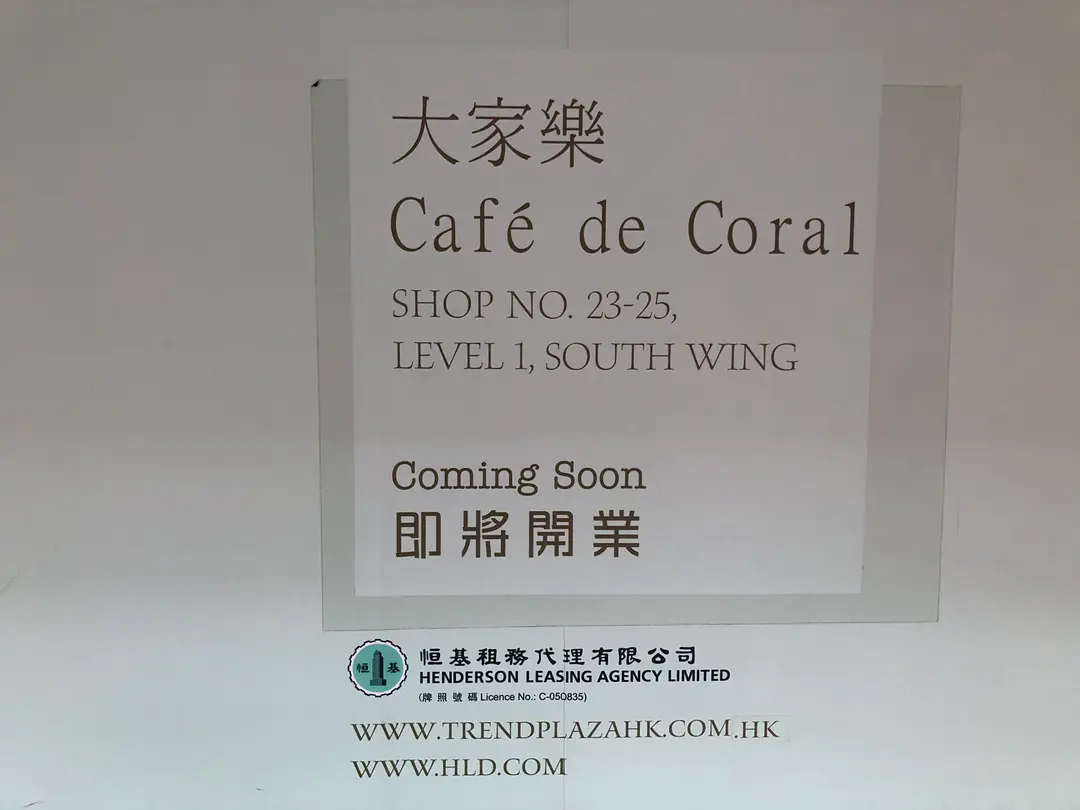 大家樂
Café de Coral
SHOP NO. 23-25,
LEVEL 1, SOUTH WING
Coming Soon
即將開業
恒基
恒基租務代理有限公司
HENDERSON LEASING AGENCY LIMITED
(牌照號碼 Licence No.: C-050835)
WWW.TRENDPLAZAHK.COM.HK
WWW.HLD.COM